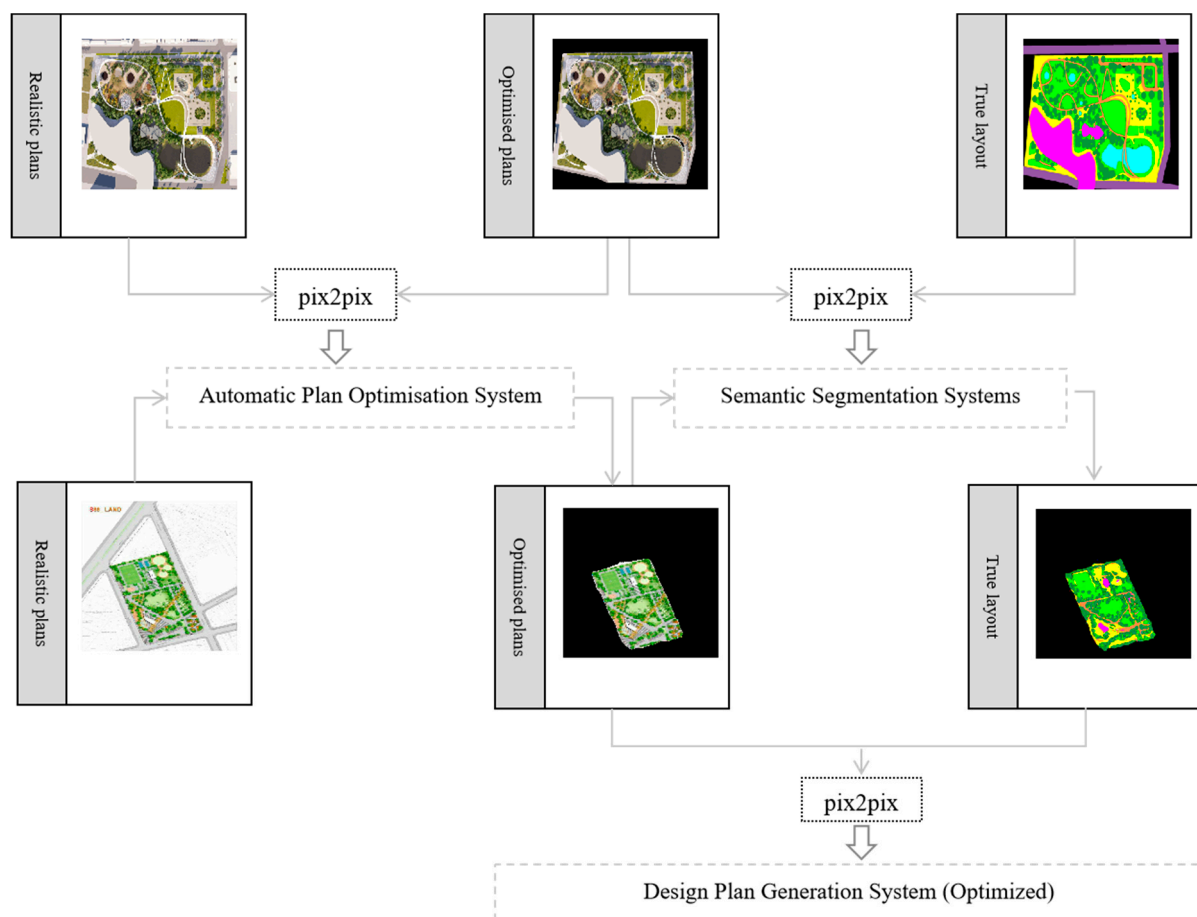 Realistic plans
Optimised plans
True layout
pix2pix
pix2pix
Automatic Plan Optimisation System
Semantic Segmentation Systems
Realistic plans
LAND
Optimised plans
True layout
pix2pix
Design Plan Generation System (Optimized)